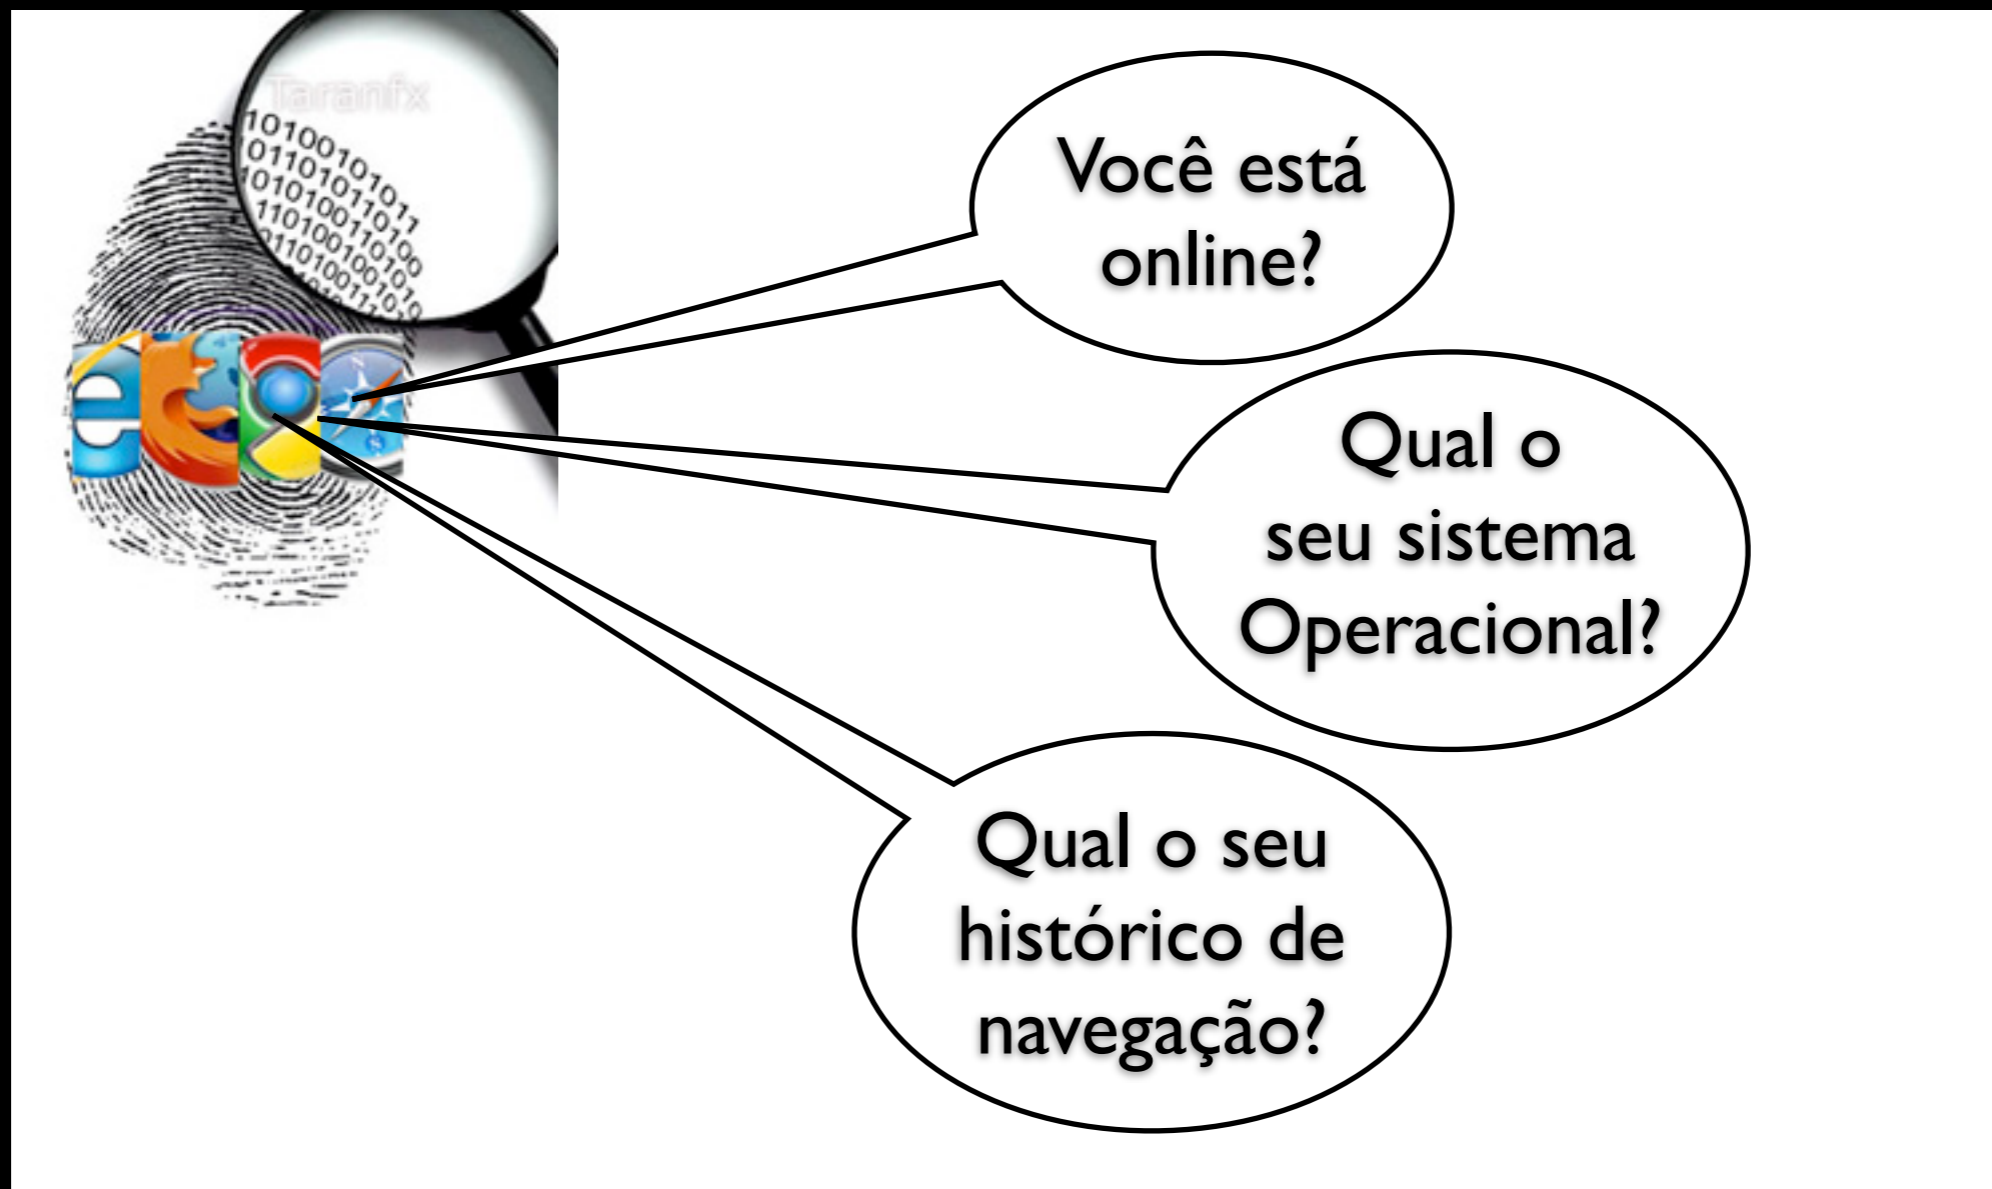 Taranfx
Você está
online?
Qual o
seu sistema
Operacional?
Qual o seu
histórico de
navegação?